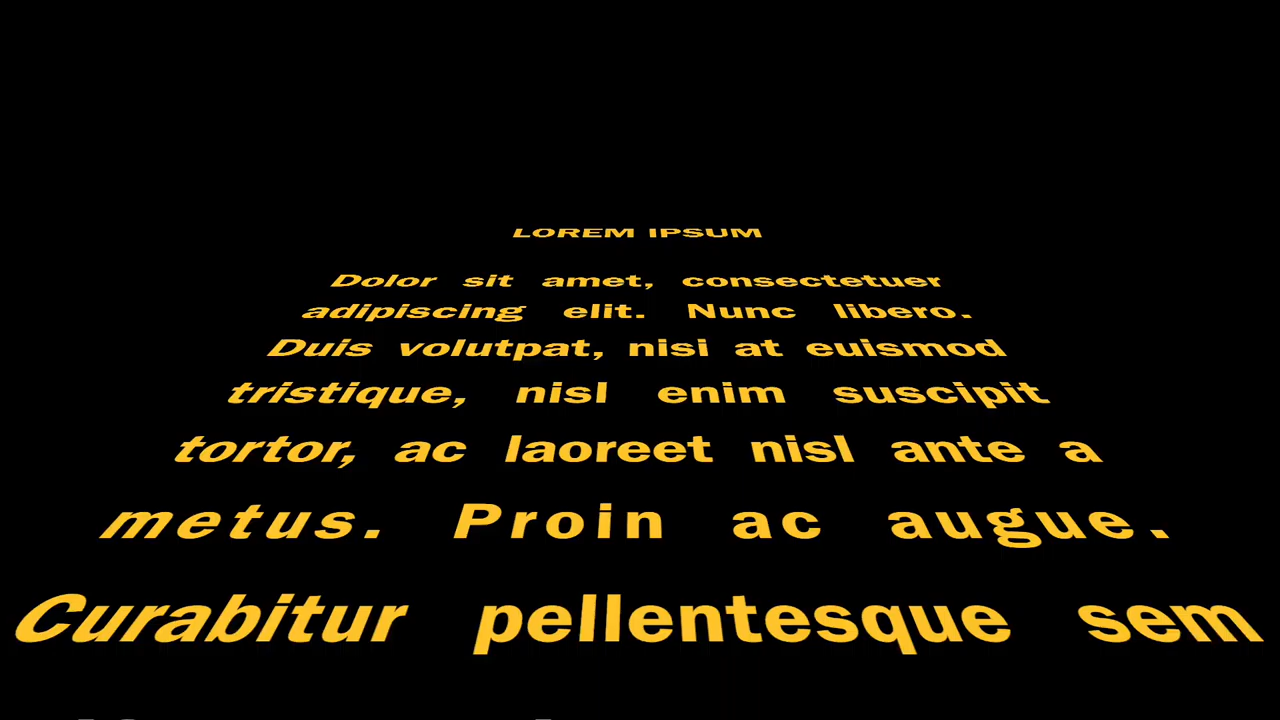 LOREM IPSUM
Dolor sit amet, consectetuer
adipiscing elit. Nunc libero.
Duis volutpat, nisi at euismod
tristique, nisl enim suscipit
tortor, ac laoreet nisl ante a
metus. Proin ac augue.
Curabitur pellentesque sem